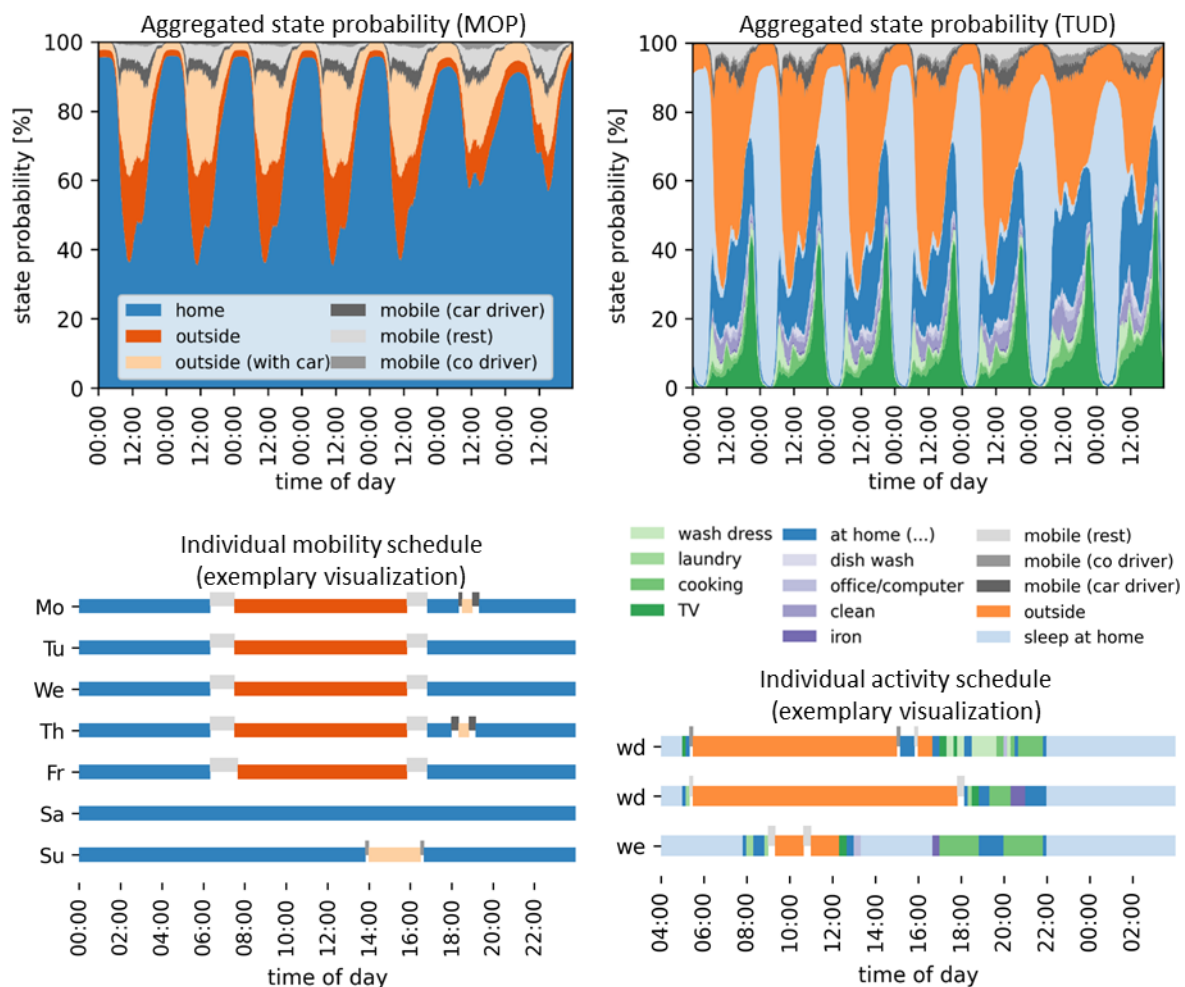 Aggregated state probability (MOP)
100
80
60
40
20
0
state probability [%]
home
outside
outside (with car)
mobile (car driver)
mobile (rest)
mobile (co driver)
00:00 12:00 00:00 12:00 00:00 12:00 00:00 12:00 00:00 12:00 00:00 12:00 00:00 12:00
time of day
Aggregated state probability (TUD)
100
80
60
40
20
0
state probability [%]
00:00 12:00 00:00 12:00 00:00 12:00 00:00 12:00 00:00 12:00 00:00 12:00 00:00 12:00
time of day
Individual mobility schedule
(exemplary visualization)
Mo
Tu
We
Th
Fr
Sa
Su
00:00 02:00 04:00 06:00 08:00 10:00 12:00 14:00 16:00 18:00 20:00 22:00
time of day
wash dress
laundry
cooking
TV
at home (...)
dish wash
office/computer
clean
iron
mobile (rest)
mobile (co driver)
mobile (car driver)
outside
sleep at home
Individual activity schedule
(exemplary visualization)
wd
wd
we
04:00 06:00 08:00 10:00 12:00 14:00 16:00 18:00 20:00 22:00 00:00 02:00
time of day